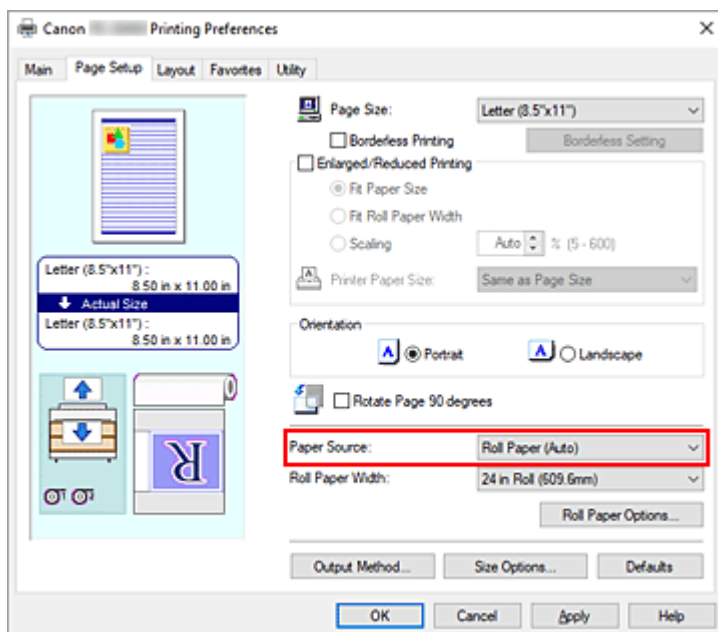 Canon Printing Preferences
Main Page Setup Layout Favorites Utility
Page Size: Letter (8.5"x11")
Borderless Printing Borderless Setting
Enlarged/Reduced Printing
Fit Paper Size
Fit Roll Paper Width
Scaling Auto % (5 - 600)
Printer Paper Size: Same as Page Size
Letter (8.5"x11") :
8.50 in x 11.00 in
Actual Size
Letter (8.5"x11") :
8.50 in x 11.00 in
Orientation
A Portrait A Landscape
Rotate Page 90 degrees
Paper Source: Roll Paper (Auto)
Roll Paper Width: 24 in Roll (609.6mm)
R
Roll Paper Options...
Output Method... Size Options... Defaults
OK Cancel Apply Help